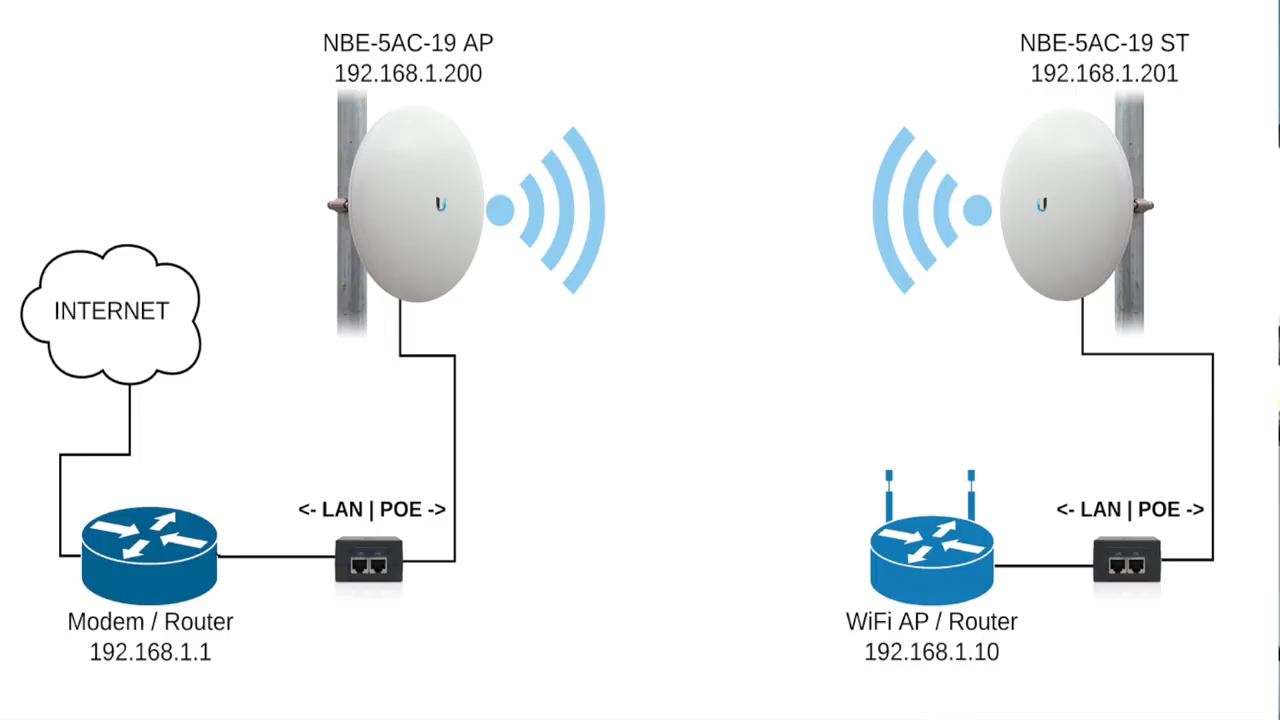 NBE-5AC-19 AP
192.168.1.200
NBE-5AC-19 ST
192.168.1.201
INTERNET
<- LAN | POE ->
<- LAN | POE ->
Modem / Router
192.168.1.1
WiFi AP / Router
192.168.1.10